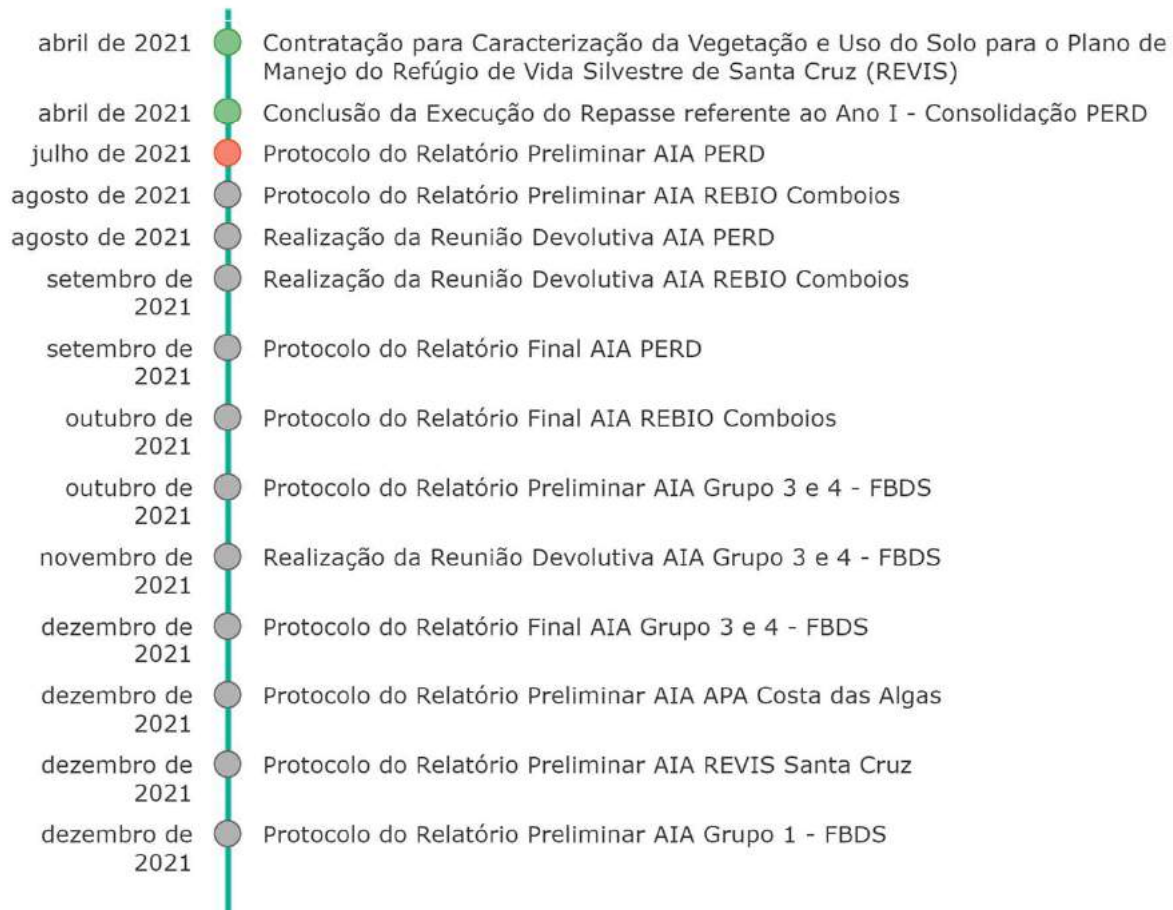 abril de 2021 Contratação para Caracterização da Vegetação e Uso do Solo para o Plano de
Manejo do Refúgio de Vida Silvestre de Santa Cruz (REVIS)
abril de 2021 Conclusão da Execução do Repasse referente ao Ano I - Consolidação PERD
julho de 2021 Protocolo do Relatório Preliminar AIA PERD
agosto de 2021 Protocolo do Relatório Preliminar AIA REBIO Comboios
agosto de 2021 Realização da Reunião Devolutiva AIA PERD
setembro de Realização da Reunião Devolutiva AIA REBIO Comboios
2021
setembro de Protocolo do Relatório Final AIA PERD
2021
outubro de Protocolo do Relatório Final AIA REBIO Comboios
2021
outubro de Protocolo do Relatório Preliminar AIA Grupo 3 e 4 - FBDS
2021
novembro de Realização da Reunião Devolutiva AIA Grupo 3 e 4 - FBDS
2021
dezembro de Protocolo do Relatório Final AIA Grupo 3 e 4 - FBDS
2021
dezembro de Protocolo do Relatório Preliminar AIA APA Costa das Algas
2021
dezembro de Protocolo do Relatório Preliminar AIA REVIS Santa Cruz
2021
dezembro de Protocolo do Relatório Preliminar AIA Grupo 1 - FBDS
2021